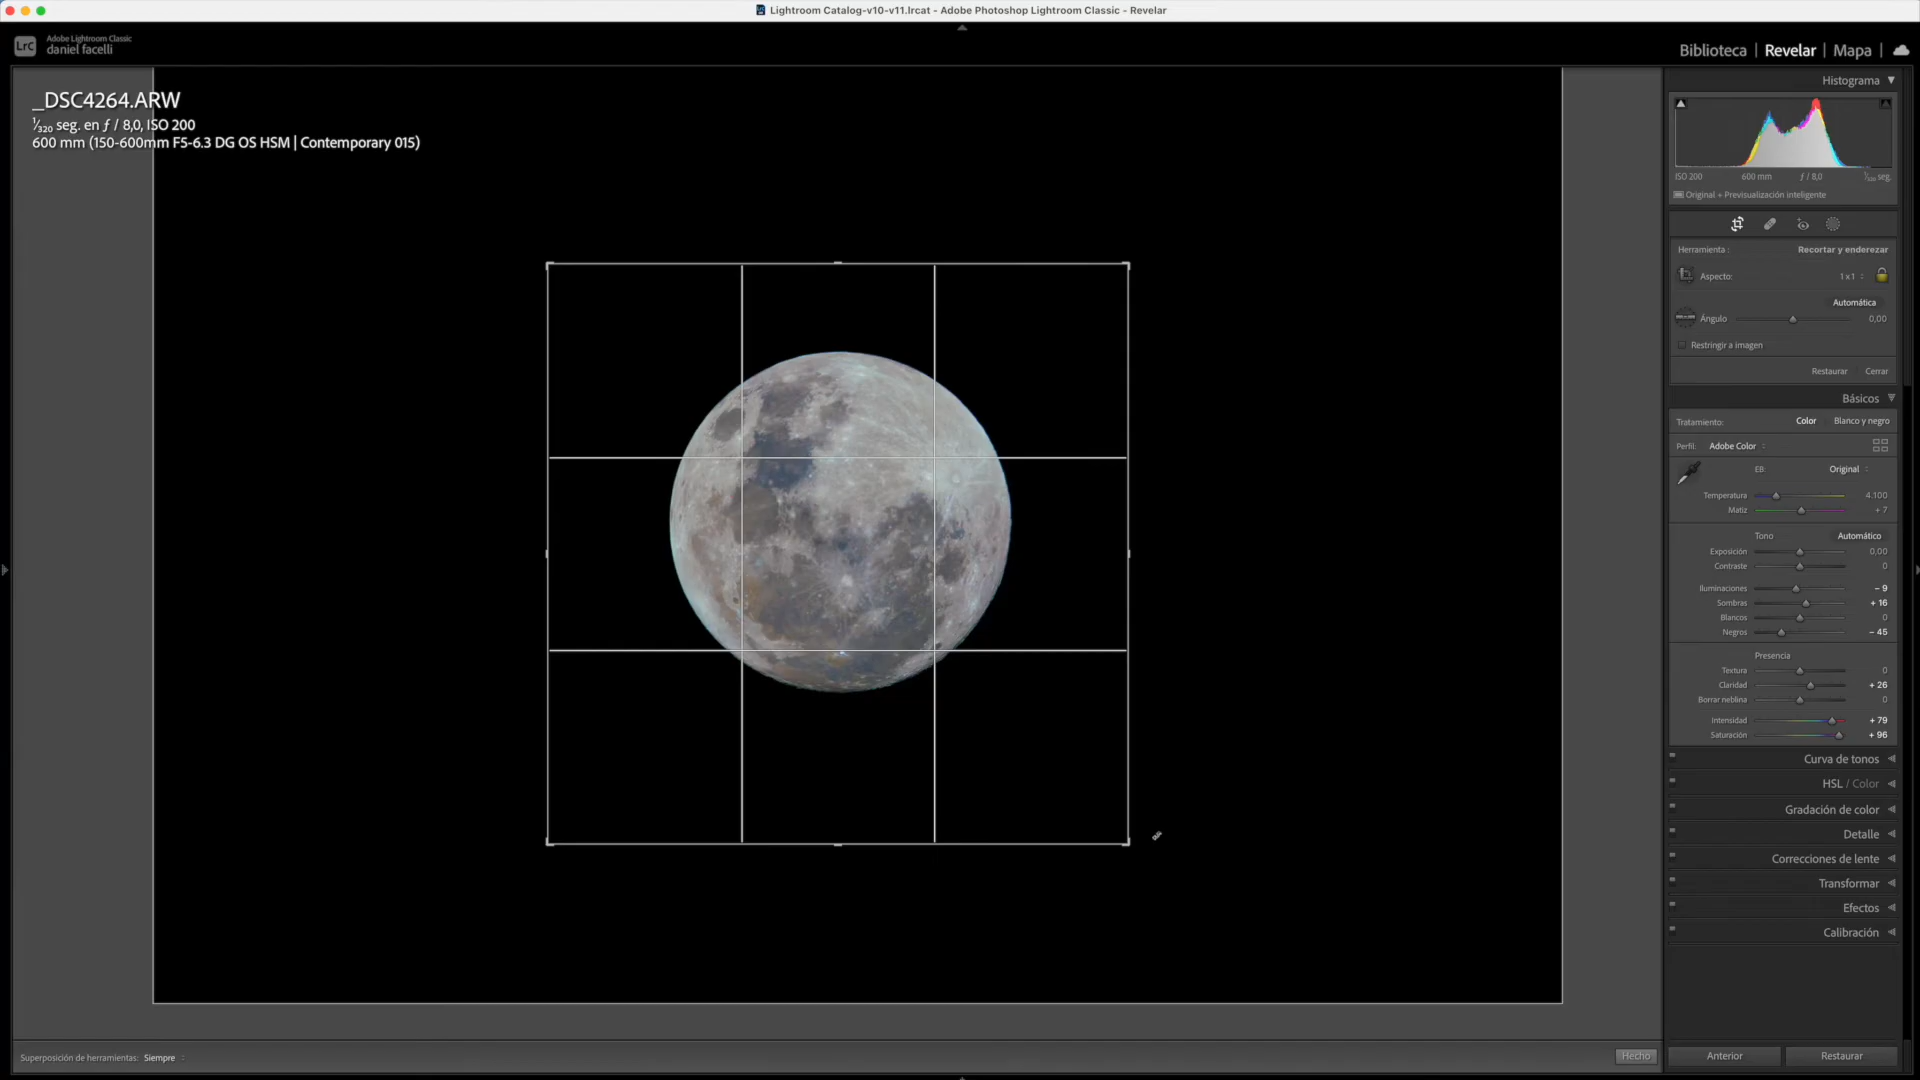 Lightroom Catalog-v10-v11.lrcat - Adobe Photoshop Lightroom Classic - Revelar
LrC
Adobe Lightroom Classic
daniel facelli
Biblioteca | Revelar | Mapa |
_DSC4264.ARW
1/320 seg. en ƒ / 8,0, ISO 200
600 mm (150-600mm F5-6.3 DG OS HSM | Contemporary 015)
Histograma
ISO 200 600 mm ƒ / 8,0 1/320 seg.
Original + Previsualización inteligente
Herramienta : Recortar y enderezar
Aspecto: 1 x 1
Automática
Ángulo 0,00
Restringir a imagen
Restaurar Cerrar
Básicos
Tratamiento: Color Blanco y negro
Perfil: Adobe Color
EB: Original
Temperatura 4.100
Matiz + 7
Tono Automático
Exposición 0,00
Contraste 0
Iluminaciones - 9
Sombras + 16
Blancos 0
Negros - 45
Presencia
Textura 0
Claridad + 26
Borrar neblina 0
Intensidad + 79
Saturación + 96
Curva de tonos
HSL / Color
Gradación de color
Detalle
Correcciones de lente
Transformar
Efectos
Calibración
Superposición de herramientas: Siempre
Hecho
Anterior Restaurar